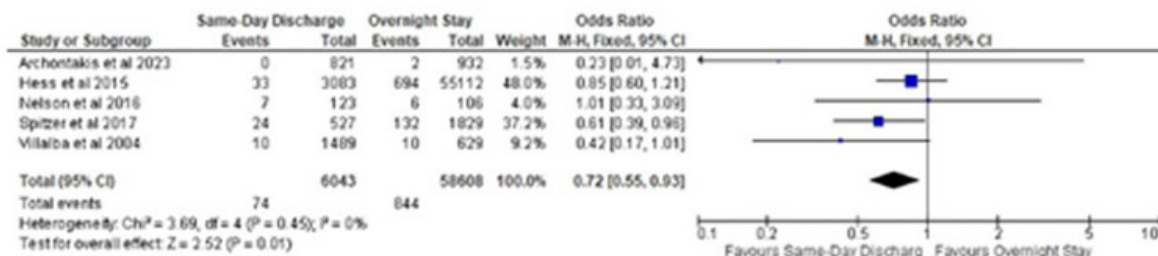 Same-Day Discharge Overnight Stay Odds Ratio Odds Ratio
Study or Subgroup Events Total Events Total Weight M-H, Fixed, 95% CI M-H, Fixed, 95% CI
Archontakis et al 2023 0 821 2 932 1.5% 0.23 [0.01, 4.73]
Hess et al 2015 33 3083 694 55112 48.0% 0.85 [0.60, 1.21]
Nelson et al 2016 7 123 6 106 4.0% 1.01 [0.33, 3.09]
Spitzer et al 2017 24 527 132 1829 37.2% 0.61 [0.39, 0.96]
Villalba et al 2004 10 1489 10 629 9.2% 0.42 [0.17, 1.01]
Total (95% CI) 6043 58608 100.0% 0.72 [0.55, 0.93]
Total events 74 844
Heterogeneity: Chi² = 3.69, df = 4 (P = 0.45); I² = 0%
Test for overall effect: Z = 2.52 (P = 0.01)
0.1 0.2 0.5 1 2 5 10
Favours Same-Day Discharg Favours Overnight Stay